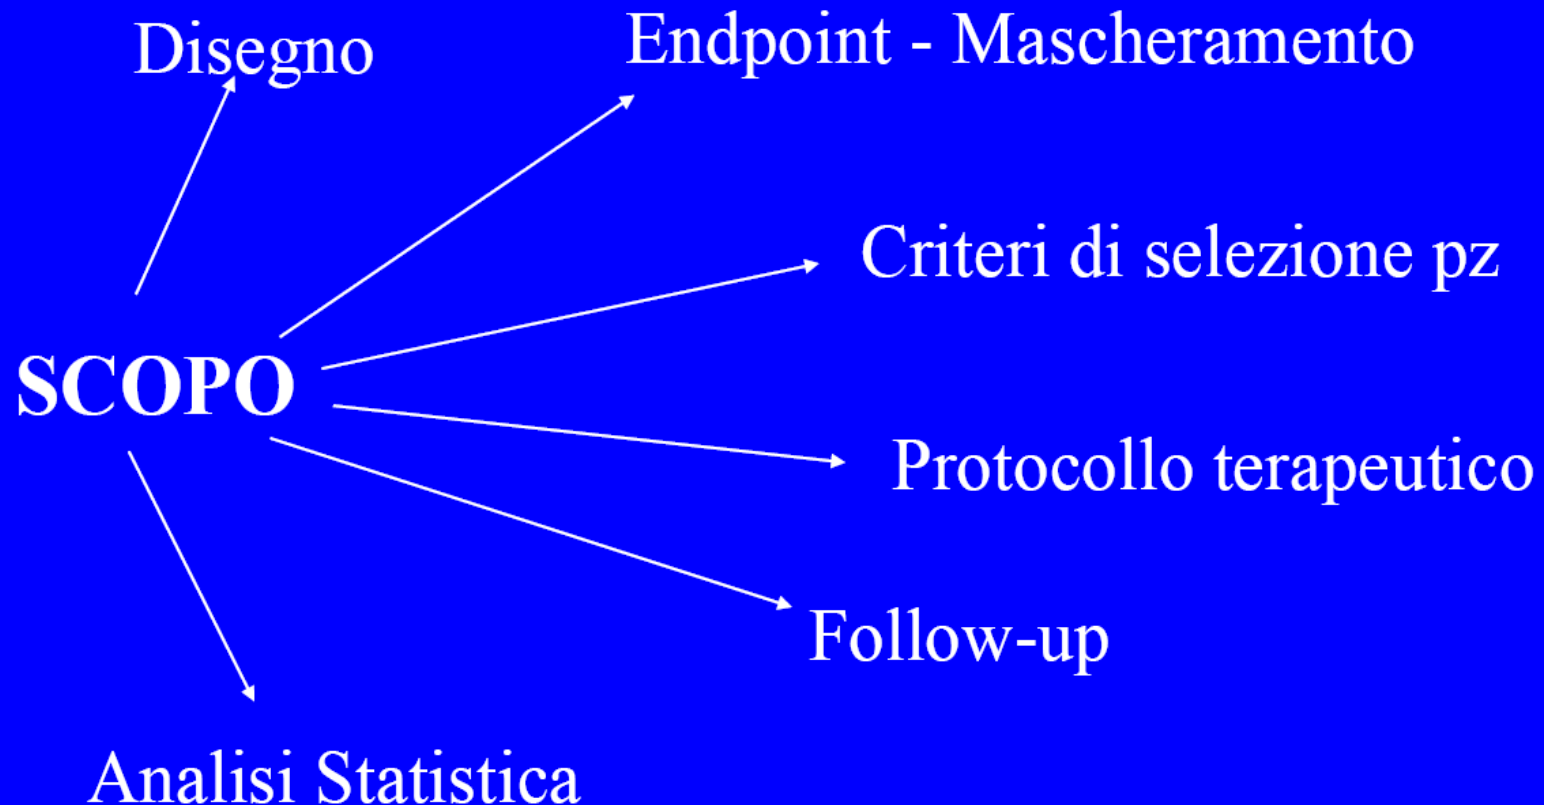 Disegno
Endpoint - Mascheramento
Criteri di selezione pz
SCOPO
Protocollo terapeutico
Follow-up
Analisi Statistica